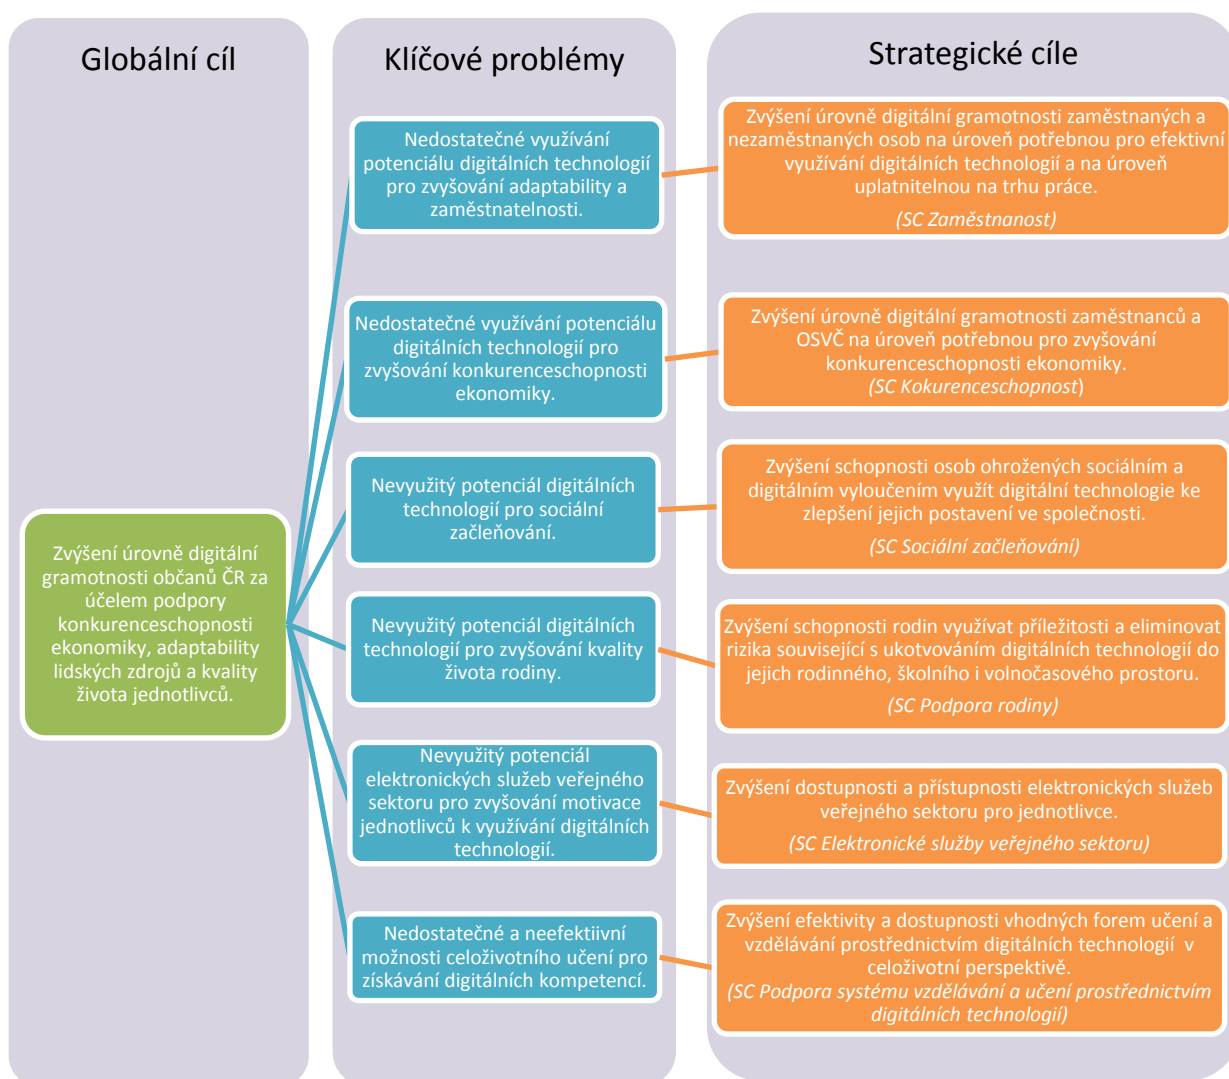 Globální cíl
Zvýšení úrovně digitální
gramotnosti občanů ČR za
účelem podpory
konkurenceschopnosti
ekonomiky, adaptability
lidských zdrojů a kvality
života jednotlivců.
Klíčové problémy
Nedostatečné využívání
potenciálu digitálních technologií
pro zvyšování adaptability a
zaměstnatelnosti.
Nedostatečné využívání potenciálu
digitálních technologií pro
zvyšování konkurenceschopnosti
ekonomiky.
Nevyužitý potenciál digitálních
technologií pro sociální
začleňování.
Nevyužitý potenciál digitálních
technologií pro zvyšování kvality
života rodiny.
Nevyužitý potenciál
elektronických služeb veřejného
sektoru pro zvyšování motivace
jednotlivců k využívání digitálních
technologií.
Nedostatečné a neefektiivní
možnosti celoživotního učení pro
získávání digitálních kompetencí.
Strategické cíle
Zvýšení úrovně digitální gramotnosti zaměstnaných a
nezaměstnaných osob na úroveň potřebnou pro efektivní
využívání digitálních technologií a na úroveň
uplatnitelnou na trhu práce.
(SC Zaměstnanost)
Zvýšení úrovně digitální gramotnosti zaměstnanců a
OSVČ na úroveň potřebnou pro zvyšování
konkurenceschopnosti ekonomiky.
(SC Kokurenceschopnost)
Zvýšení schopnosti osob ohrožených sociálním a
digitálním vyloučením využít digitální technologie ke
zlepšení jejich postavení ve společnosti.
(SC Sociální začleňování)
Zvýšení schopnosti rodin využívat příležitosti a eliminovat
rizika související s ukotvováním digitálních technologií do
jejich rodinného, školního i volnočasového prostoru.
(SC Podpora rodiny)
Zvýšení dostupnosti a přístupnosti elektronických služeb
veřejného sektoru pro jednotlivce.
(SC Elektronické služby veřejného sektoru)
Zvýšení efektivity a dostupnosti vhodných forem učení a
vzdělávání prostřednictvím digitálních technologií v
celoživotní perspektivě.
(SC Podpora systému vzdělávání a učení prostřednictvím
digitálních technologií)